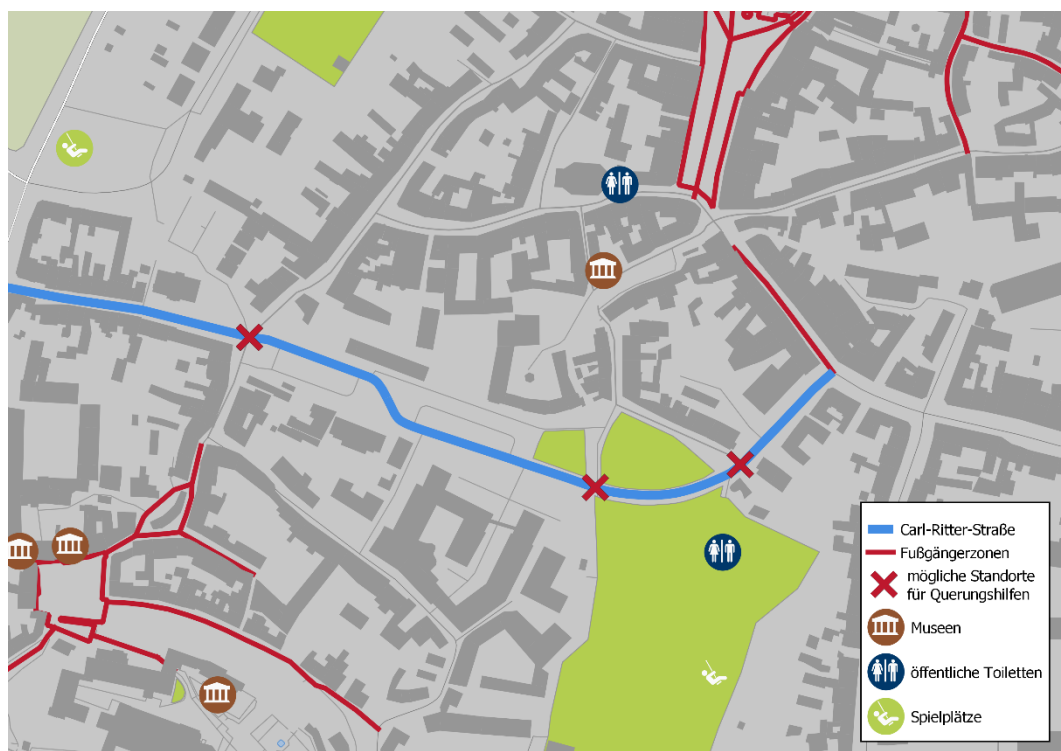 Carl-Ritter-Straße
Fußgängerzonen
mögliche Standorte
für Querungshilfen
Museen
öffentliche Toiletten
Spielplätze